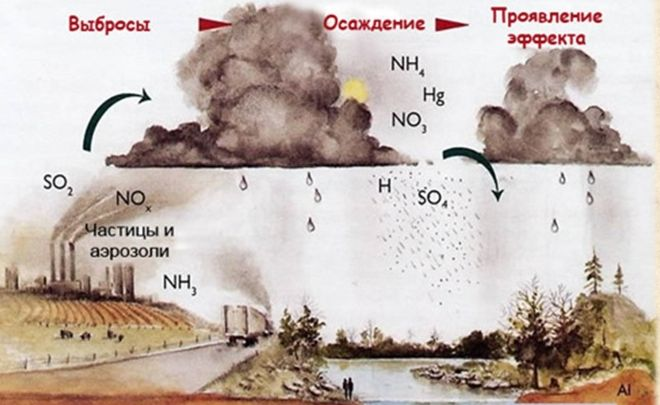 Выбросы
Осаждение
Проявление
эффекта
NH4
Hg
NO3
SO2
NOx
Частицы и
аэрозоли
NH3
H
SO4
Al